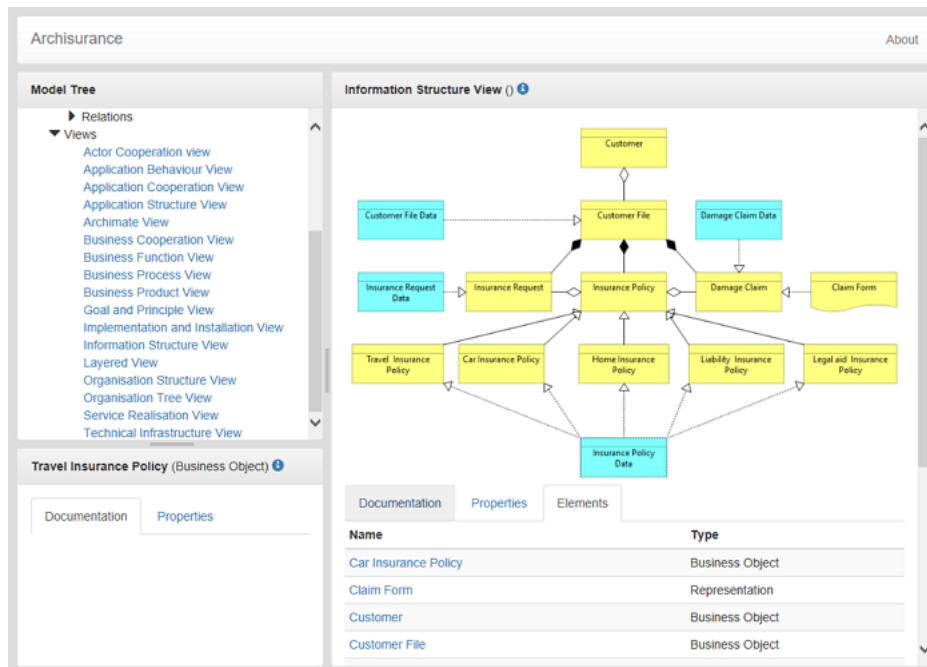 Archisurance
About
Model Tree
Relations
Views
Actor Cooperation view
Application Behaviour View
Application Cooperation View
Application Structure View
Archimate View
Business Cooperation View
Business Function View
Business Process View
Business Product View
Goal and Principle View
Implementation and Installation View
Information Structure View
Layered View
Organisation Structure View
Organisation Tree View
Service Realisation View
Technical Infrastructure View
Travel Insurance Policy (Business Object)
Documentation Properties
Information Structure View ()
Customer
Customer File Data
Customer File
Damage Claim Data
Insurance Request
Data
Insurance Request
Insurance Policy
Damage Claim
Claim Form
Travel Insurance
Policy
Car Insurance Policy
Home Insurance
Policy
Liability Insurance
Policy
Legal aid Insurance
Policy
Insurance Policy
Data
Documentation Properties Elements
Name Type
Car Insurance Policy Business Object
Claim Form Representation
Customer Business Object
Customer File Business Object